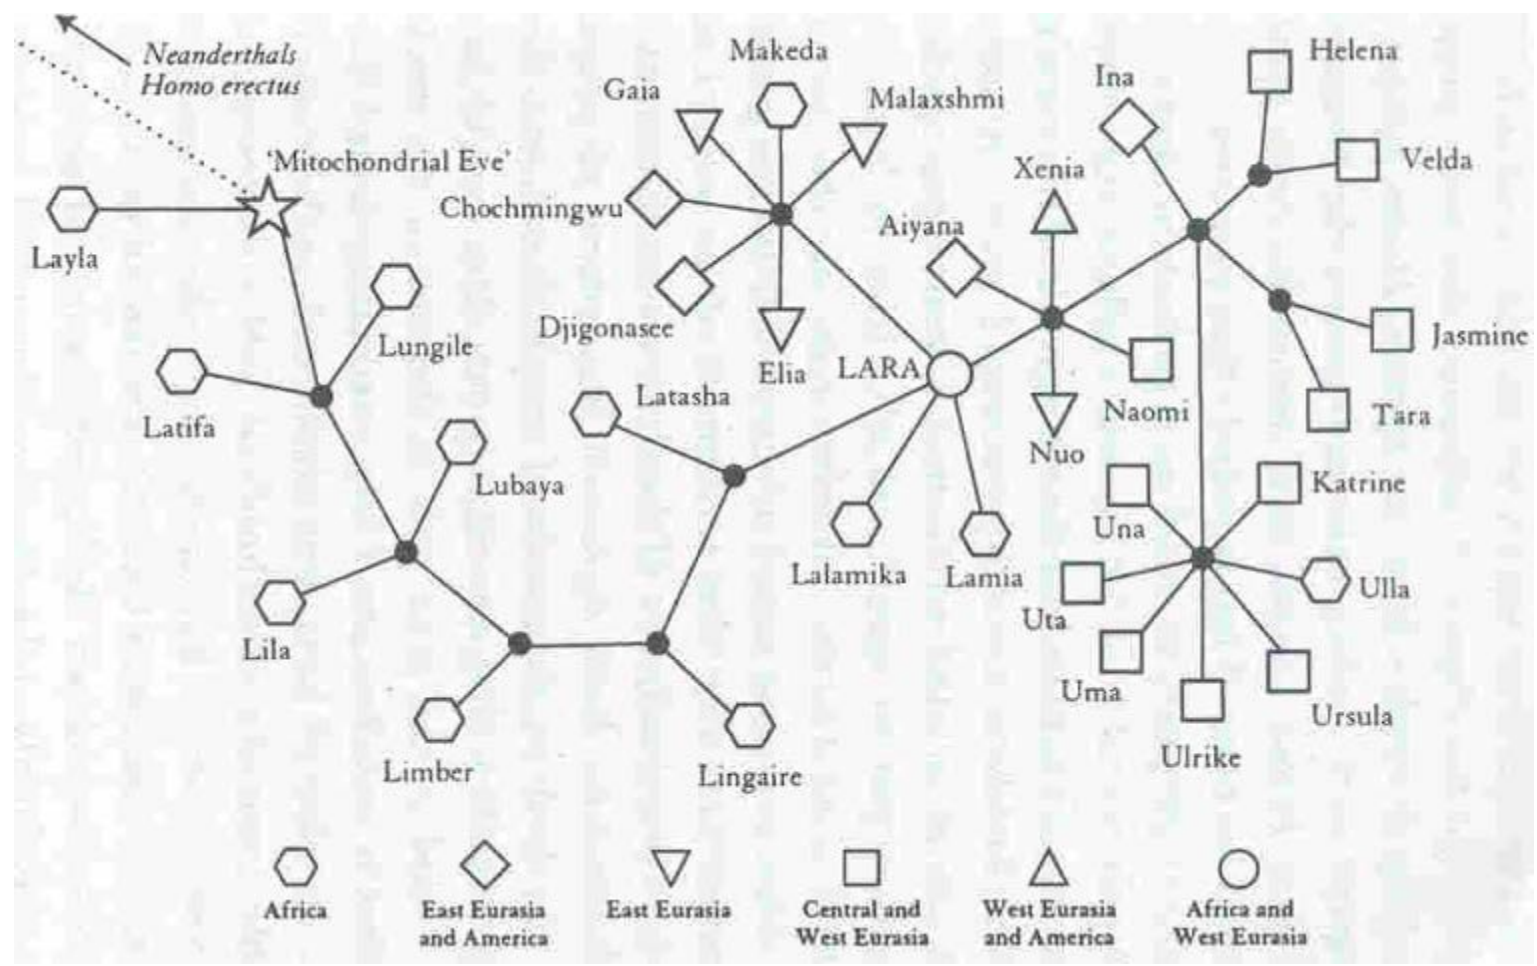 Neanderthals
Homo erectus
'Mitochondrial Eve'
Layla
Lungile
Latifa
Lubaya
Lila
Limber
Lingaire
Latasha
Makeda
Gaia
Malaxshmi
Chochmingwu
Djigonasee
Elia
LARA
Lalamika
Lamia
Aiyana
Xenia
Naomi
Nuo
Ina
Helena
Velda
Jasmine
Tara
Una
Katrine
Uta
Ulla
Uma
Ursula
Ulrike
Africa
East Eurasia
and America
East Eurasia
Central and
West Eurasia
West Eurasia
and America
Africa and
West Eurasia